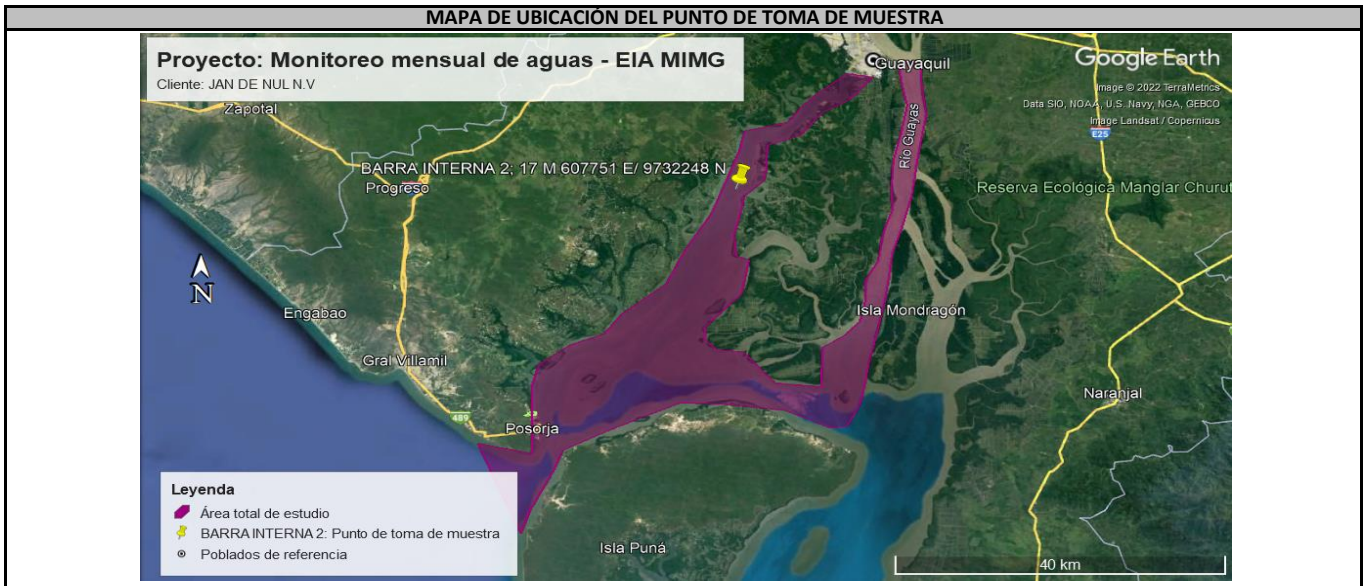 MAPA DE UBICACIÓN DEL PUNTO DE TOMA DE MUESTRA
Proyecto: Monitoreo mensual de aguas - EIA MIMG
Cliente: JAN DE NUL N.V
Guayaquil
Google Earth
Image © 2022 TerraMetrics
Data SIO, NOAA, U.S. Navy, NGA, GEBCO
Image Landsat / Copernicus
Zapotal
E25
Río Guayas
BARRA INTERNA 2; 17 M 607751 E/ 9732248 N
Progreso
Reserva Ecológica Manglar Churut
N
Engabao
Isla Mondragón
Gral Villamil
Naranjal
489
Posorja
Leyenda
Área total de estudio
BARRA INTERNA 2: Punto de toma de muestra
Poblados de referencia
Isla Puná
40 km